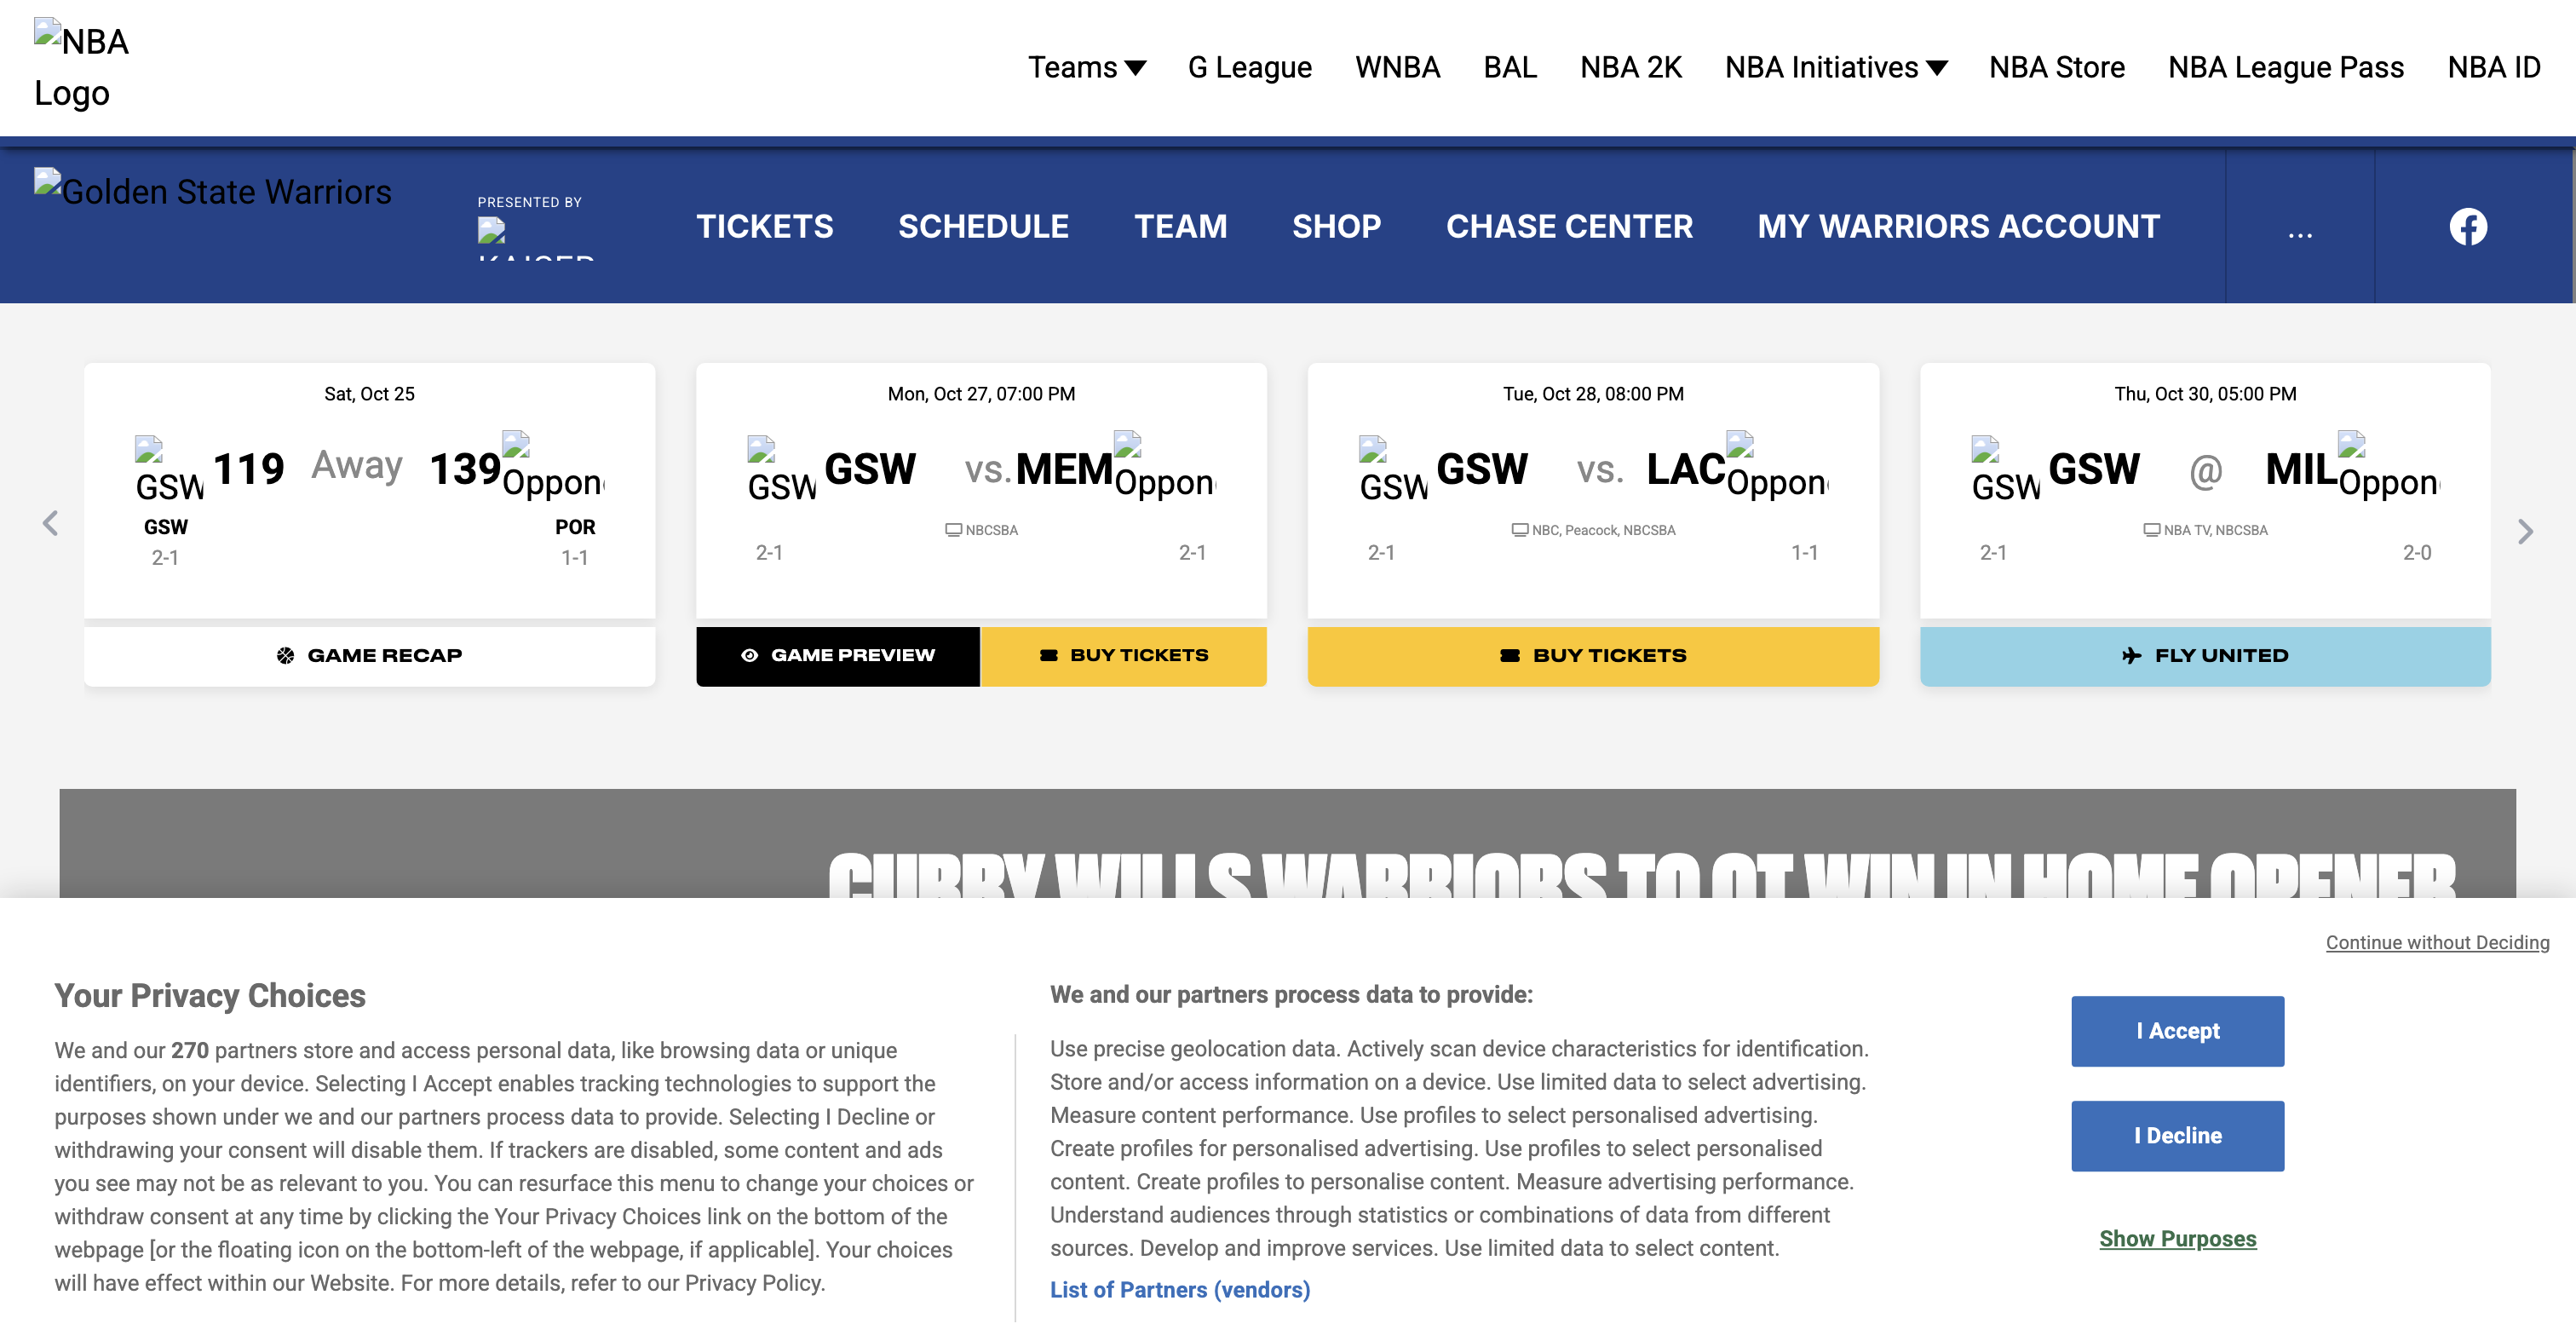 NBA
Logo
Teams
G League
WNBA
BAL
NBA 2K
NBA Initiatives
NBA Store
NBA League Pass
NBA ID
Golden State Warriors
PRESENTED BY
TICKETS
SCHEDULE
TEAM
SHOP
CHASE CENTER
MY WARRIORS ACCOUNT
...
Sat, Oct 25
GSW 119 Away 139 Oppon
GSW POR
2-1 1-1
GAME RECAP
Mon, Oct 27, 07:00 PM
GSW GSW vs. MEM Oppon
NBCSBA
2-1 2-1
GAME PREVIEW
BUY TICKETS
Tue, Oct 28, 08:00 PM
GSW GSW vs. LAC Oppon
NBC, Peacock, NBCSBA
2-1 1-1
BUY TICKETS
Thu, Oct 30, 05:00 PM
GSW GSW @ MIL Oppon
NBA TV, NBCSBA
2-1 2-0
FLY UNITED
CURRY WILLS WARRIORS TO OT WIN IN HOME OPENER
Continue without Deciding
Your Privacy Choices
We and our 270 partners store and access personal data, like browsing data or unique
identifiers, on your device. Selecting I Accept enables tracking technologies to support the
purposes shown under we and our partners process data to provide. Selecting I Decline or
withdrawing your consent will disable them. If trackers are disabled, some content and ads
you see may not be as relevant to you. You can resurface this menu to change your choices or
withdraw consent at any time by clicking the Your Privacy Choices link on the bottom of the
webpage [or the floating icon on the bottom-left of the webpage, if applicable]. Your choices
will have effect within our Website. For more details, refer to our Privacy Policy.
We and our partners process data to provide:
Use precise geolocation data. Actively scan device characteristics for identification.
Store and/or access information on a device. Use limited data to select advertising.
Measure content performance. Use profiles to select personalised advertising.
Create profiles for personalised advertising. Use profiles to select personalised
content. Create profiles to personalise content. Measure advertising performance.
Understand audiences through statistics or combinations of data from different
sources. Develop and improve services. Use limited data to select content.
List of Partners (vendors)
I Accept
I Decline
Show Purposes